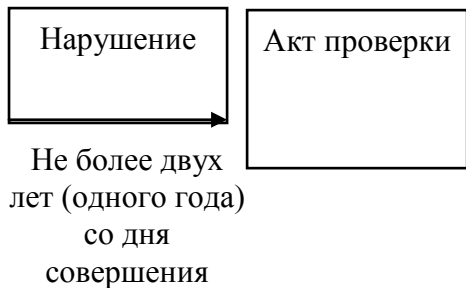 Нарушение
Акт проверки
Не более двух
лет (одного года)
со дня
совершения